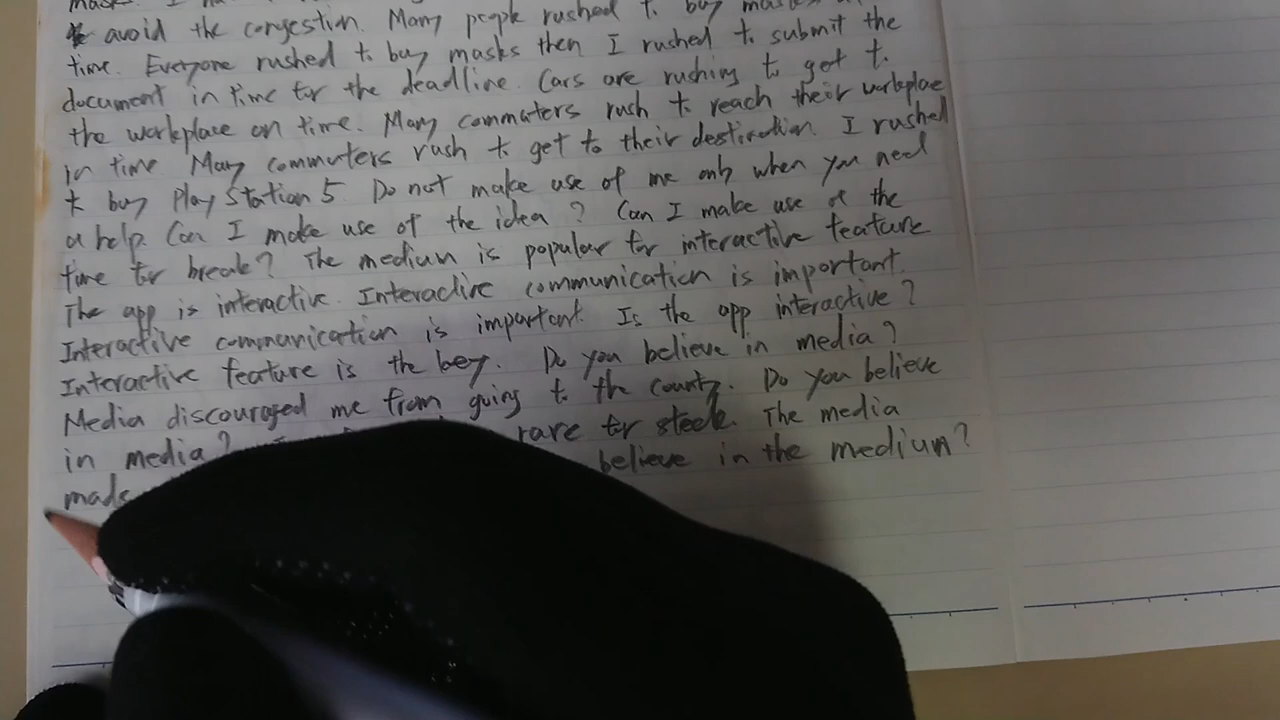 mask. I
avoid the congestion. Many people rushed to buy masks
time. Everyone rushed to buy masks then I rushed to submit the
document in time for the deadline. Cars are rushing to get to
the workplace on time. Many commuters rush to reach their workplace
in time. Many commuters rush to get to their destination. I rushed
to buy PlayStation 5 Do not make use of me only when you need
a help. Can I make use of the idea? Can I make use of the
time for break? The medium is popular for interactive feature
The app is interactive. Interactive communication is important.
Interactive communication is important. Is the app interactive?
Interactive feature is the key. Do you believe in media?
Media discouraged me from going to the county. Do you believe
in media? rare for steak. The media
made believe in the medium?